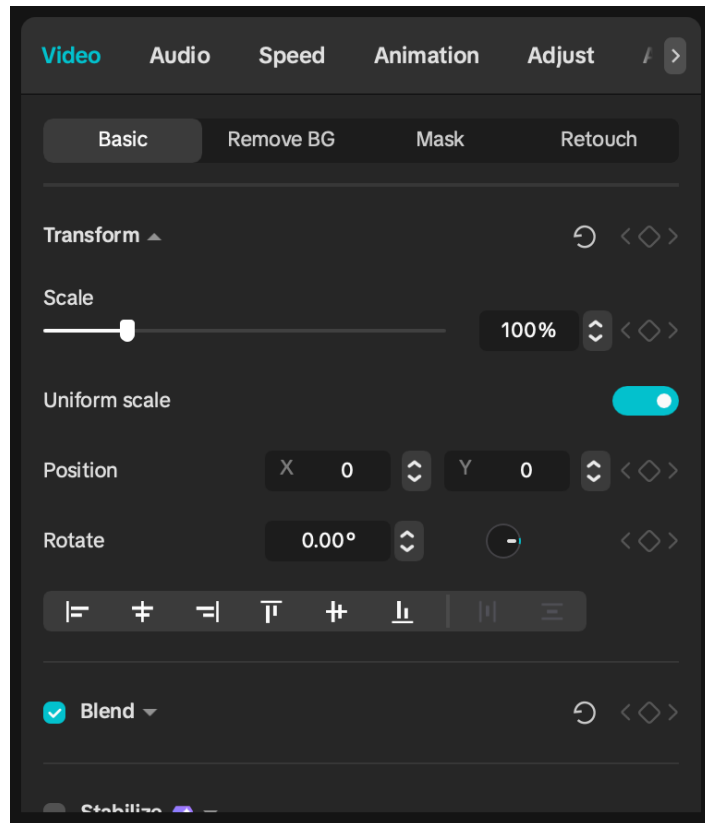 Video Audio Speed Animation Adjust
Basic Remove BG Mask Retouch
Transform
Scale
100%
Uniform scale
Position X 0 Y 0
Rotate 0.00°
Blend
Stabilize